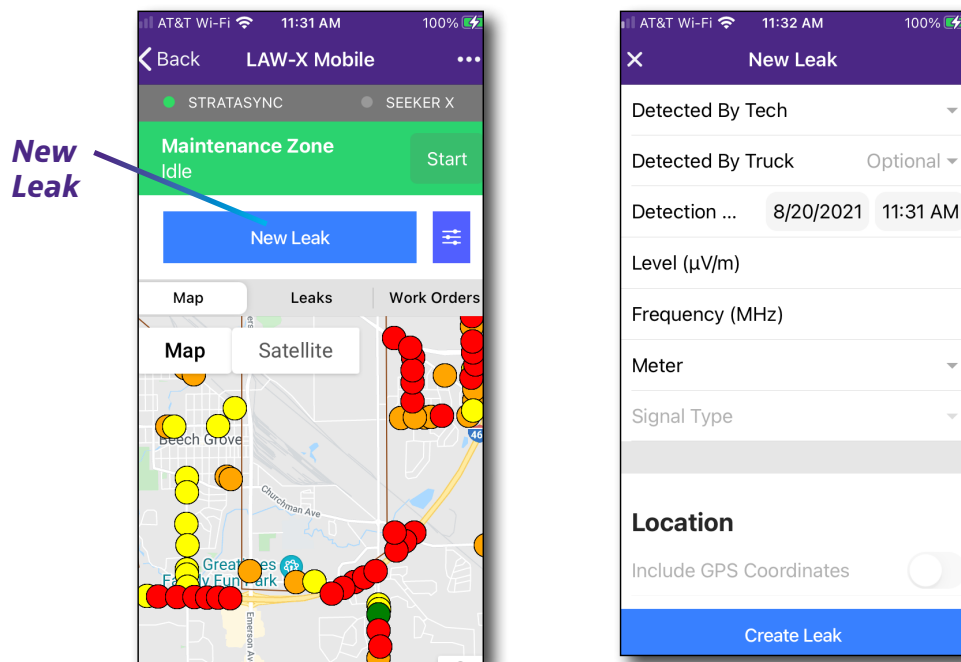 AT&T Wi-Fi 11:31 AM 100%
Back LAW-X Mobile
STRATASYNC SEEKER X
Maintenance Zone
Idle
Start
New
Leak
New Leak
Map Leaks Work Orders
Map Satellite
Beech Grove
46
Churchman Ave
Emerson Av
AT&T Wi-Fi 11:32 AM 100%
New Leak
Detected By Tech
Detected By Truck Optional
Detection ... 8/20/2021 11:31 AM
Level (µV/m)
Frequency (MHz)
Meter
Signal Type
Location
Include GPS Coordinates
Create Leak